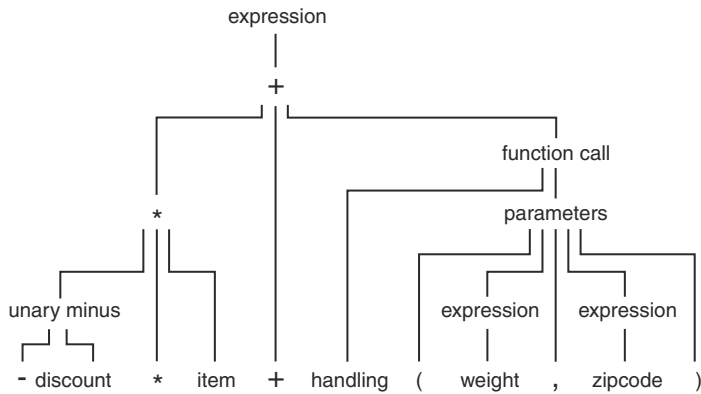 expression
+
function call
* parameters
unary minus expression expression
- discount * item + handling ( weight , zipcode )